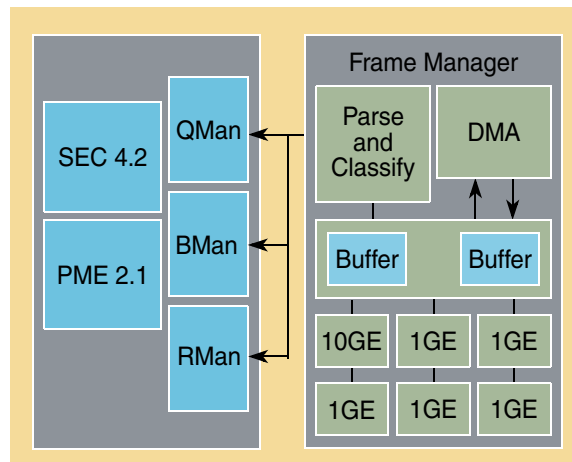 SEC 4.2
PME 2.1
QMan
BMan
RMan
Frame Manager
Parse
and
Classify
DMA
Buffer
Buffer
10GE
1GE
1GE
1GE
1GE
1GE